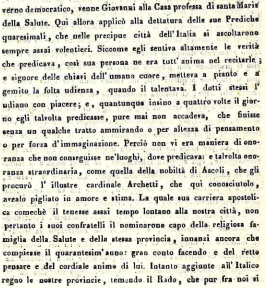 verno democratico, venne Giovanni alla Casa professa di santa Maria
della Salute. Quì allora applicò alla dettatura delle sue Prediche
quaresimali, che nelle precipue città dell'Italia si ascoltarono
sempre assai volentieri. Siccome egli sentiva altamente le verità
che predicava, così sua persona ne era tutt'anima nel recitarle;
e signore delle chiavi dell'umano cuore, metteva a pianto e a
gemito la folta udienza, quando il talentava. I dotti stessi l'
udiano con piacere; e, quantunque insino a quattro volte il gior-
no egli talvolta predicasse, pure mai non accadeva, che finisse
senza un qualche tratto ammirando o per altezza di pensamento
o per forza d'immaginazione. Perciò non vi era maniera di ono-
ranza che non conseguisse ne'luoghi, dove predicava: e talvolta ono-
ranza straordinaria, come quella della nobiltà di Ascoli, che gli
procurò l'illustre cardinale Archetti, che quì conosciutolo,
avealo pigliato in amore e stima. La quale sua carriera apostoli-
ca comechè il tenesse assai tempo lontano alla nostra città, non
pertanto i suoi confratelli il nominarono capo della religiosa fa-
miglia della Salute e della stessa provincia, innanzi ancora che
compiesse il quarantesim'anno: gran conto facendo e del retto
pensare e del cordiale animo di lui. Intanto aggiunte all'Italico
regno le nostre provincie, temendo il Rado, che pur fra noi si